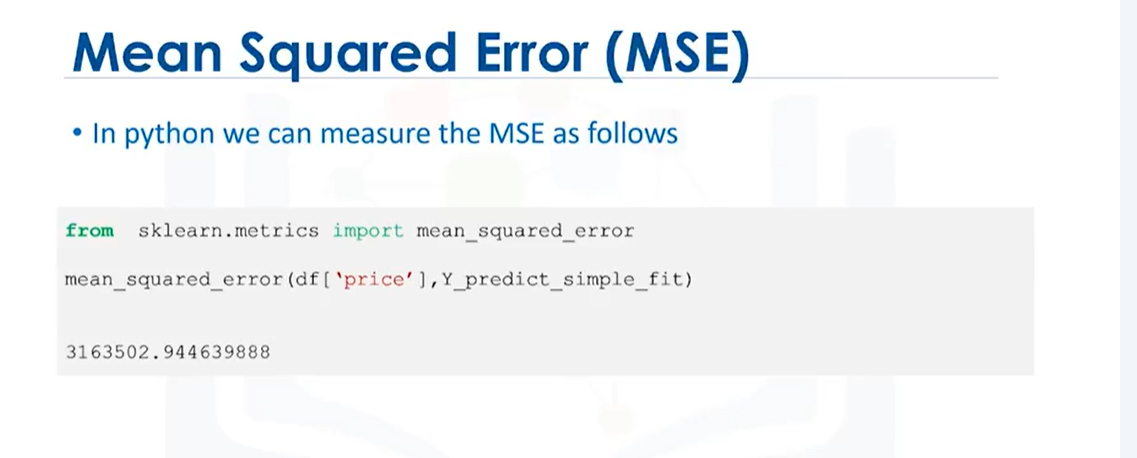 Mean Squared Error (MSE)
• In python we can measure the MSE as follows
from sklearn.metrics import mean_squared_error
mean_squared_error(df[‘price’],Y_predict_simple_fit)
3163502.944639888